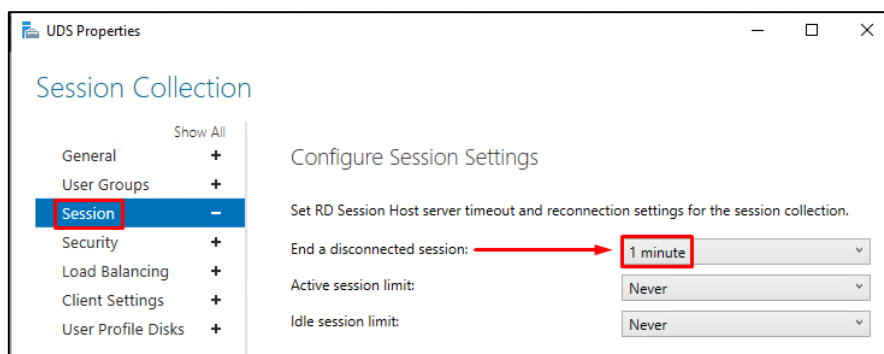 UDS Properties
Session Collection
Show All
General +
User Groups +
Session −
Security +
Load Balancing +
Client Settings +
User Profile Disks +
Configure Session Settings
Set RD Session Host server timeout and reconnection settings for the session collection.
End a disconnected session: 1 minute
Active session limit: Never
Idle session limit: Never